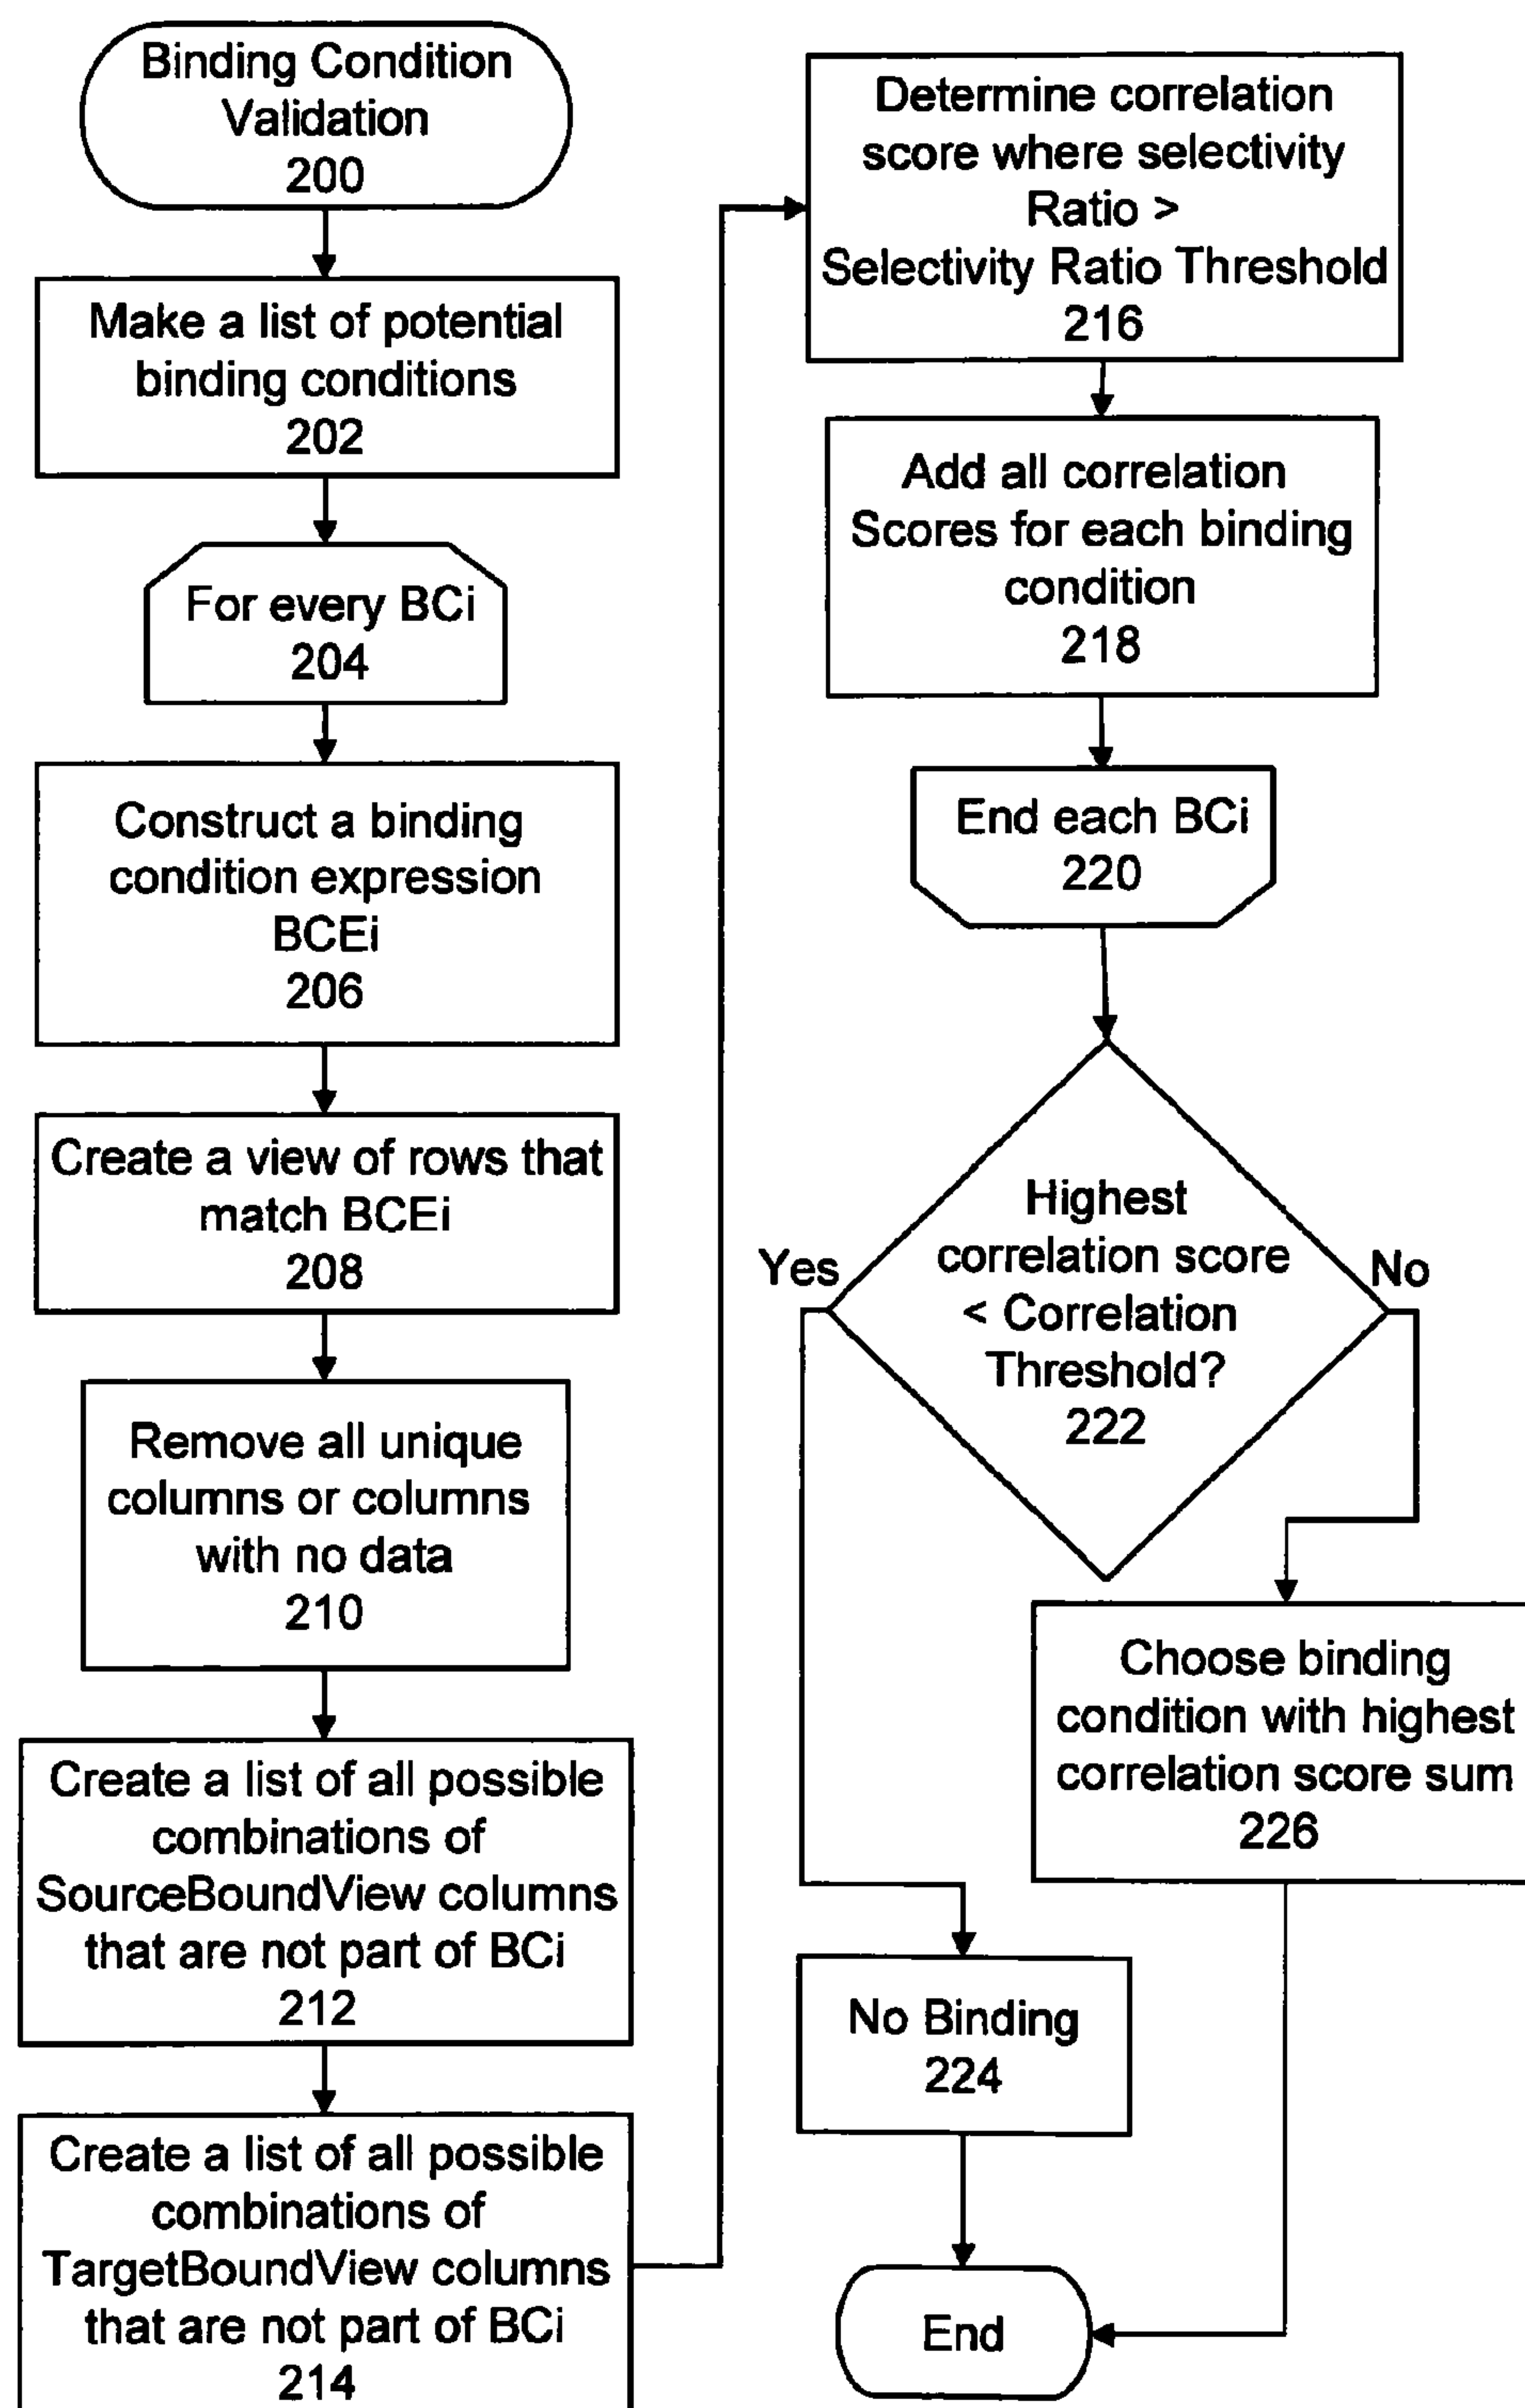 Binding Condition
Validation
200
Make a list of potential
binding conditions
202
For every BCi
204
Construct a binding
condition expression
BCEi
206
Create a view of rows that
match BCEi
208
Remove all unique
columns or columns
with no data
210
Create a list of all possible
combinations of
SourceBoundView columns
that are not part of BCi
212
Create a list of all possible
combinations of
TargetBoundView columns
that are not part of BCi
214
Determine correlation
score where selectivity
Ratio >
Selectivity Ratio Threshold
216
Add all correlation
Scores for each binding
condition
218
End each BCi
220
Highest
correlation score
< Correlation
Threshold?
222
Yes
No
Choose binding
condition with highest
correlation score sum
226
No Binding
224
End